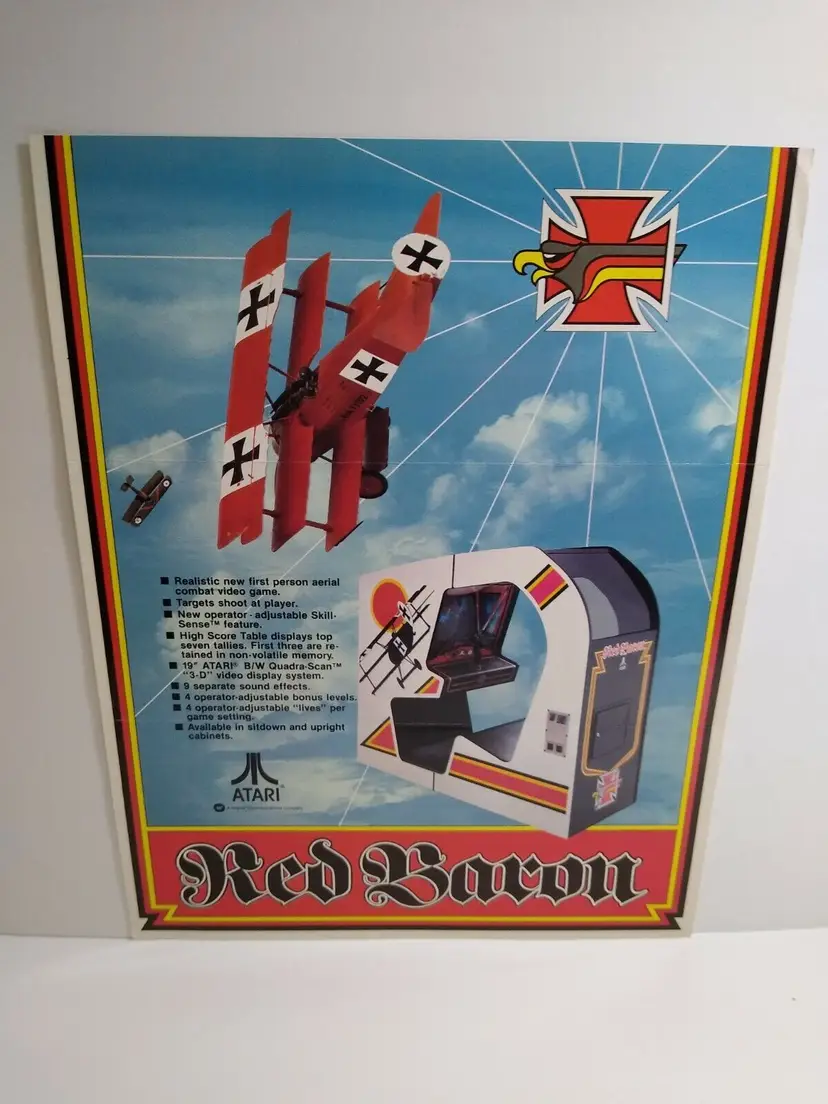 ■ Realistic new first person aerial
combat video game.
■ Targets shoot at player.
■ New operator-adjustable Skill-
Sense™ feature.
■ High Score Table displays top
seven tallies. First three are re-
tained in non-volatile memory.
■ 19″ ATARI® B/W Quadra-Scan™
“3-D” video display system.
■ 9 separate sound effects.
■ 4 operator-adjustable bonus levels.
■ 4 operator-adjustable “lives” per
game setting.
■ Available in sitdown and upright
cabinets.
Red Baron
ATARI®
Red Baron